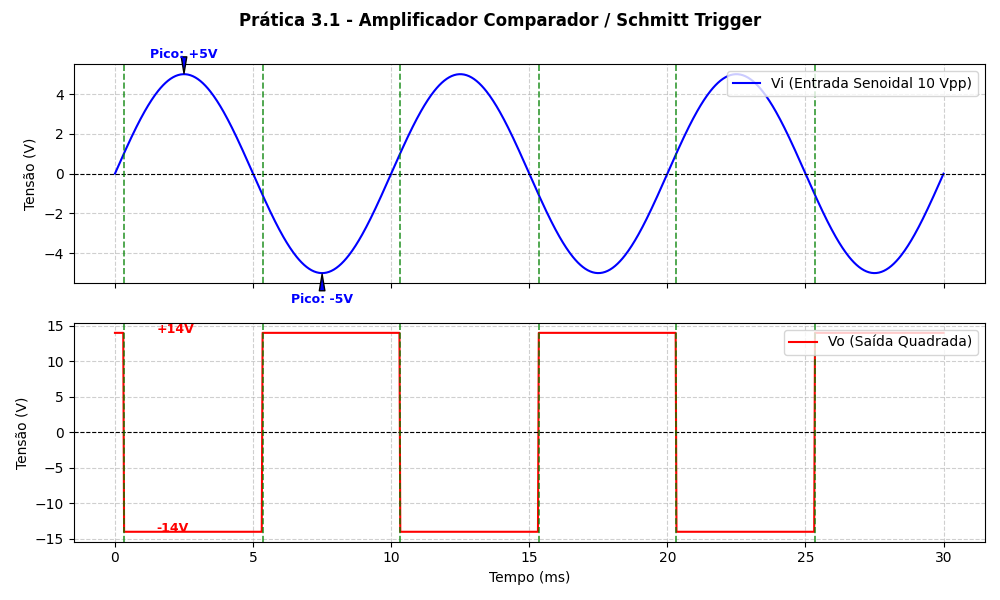 Prática 3.1 - Amplificador Comparador / Schmitt Trigger
Pico: +5V
Vi (Entrada Senoidal 10 Vpp)
4
2
0
−2
−4
Tensão (V)
Pico: -5V
15
10
5
0
−5
−10
−15
Tensão (V)
+14V
Vo (Saída Quadrada)
-14V
0 5 10 15 20 25 30
Tempo (ms)